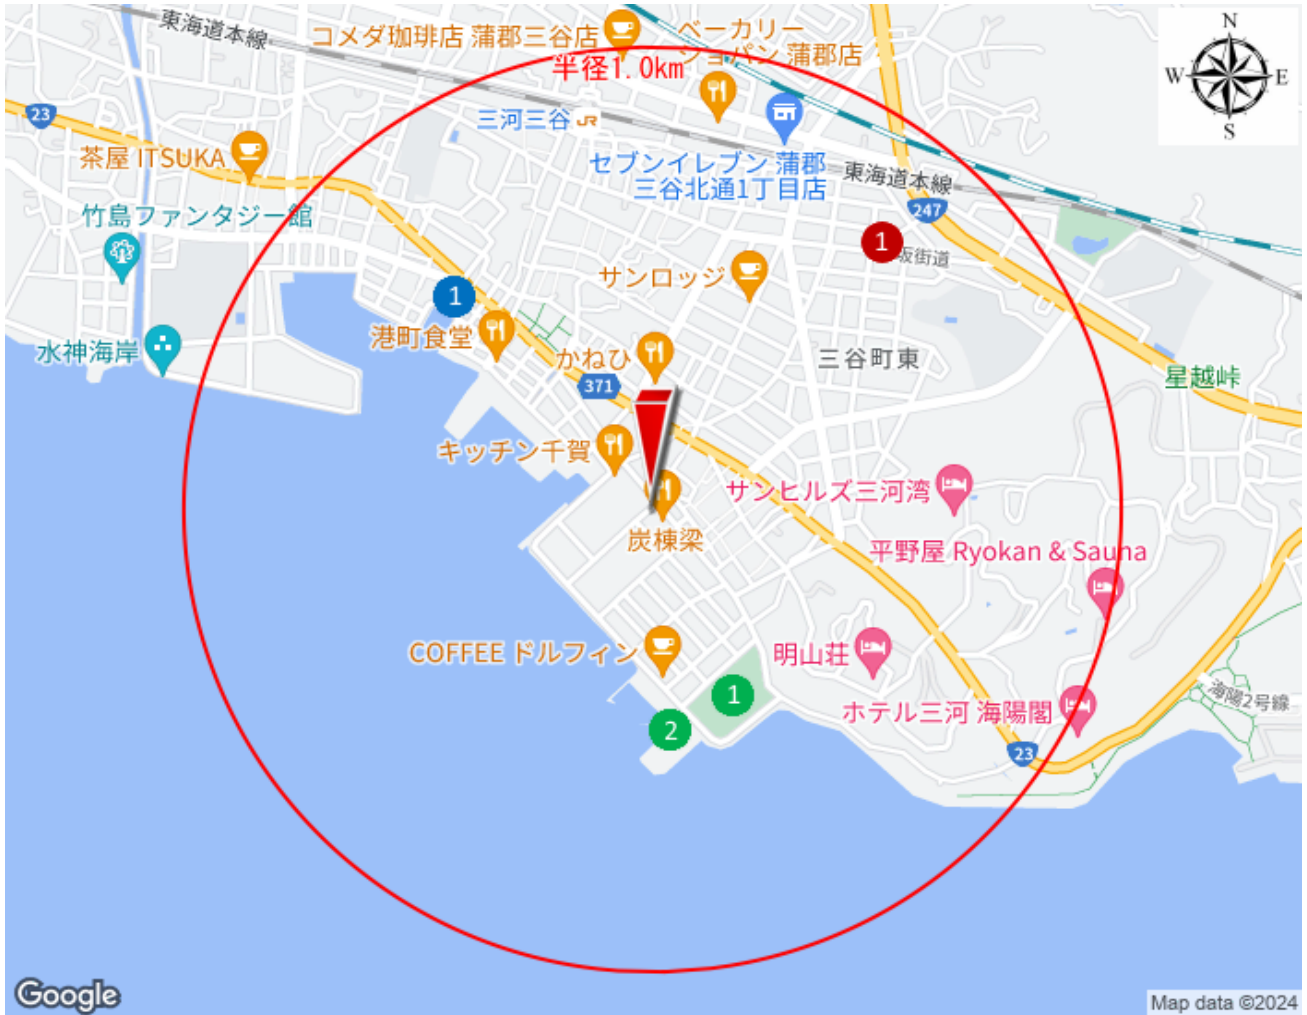 東海道本線
コメダ珈琲店 蒲郡三谷店
ベーカリー
ショパン 蒲郡店
半径1.0km
N
W
E
S
23
三河三谷 JR
茶屋 ITSUKA
セブンイレブン 蒲郡
三谷北通1丁目店
東海道本線
247
竹島ファンタジー館
1
坂街道
サンロッジ
1
港町食堂
水神海岸
かねひ
三谷町東
371
星越峠
キッチン千賀
サンヒルズ三河湾
炭棟梁
平野屋 Ryokan & Sauna
COFFEE ドルフィン
明山荘
1
2
ホテル三河 海陽閣
海陽2号線
23
Google
Map data ©2024